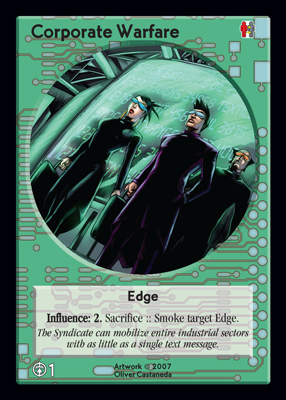 Corporate Warfare
Edge
Influence: 2. Sacrifice :: Smoke target Edge.
The Syndicate can mobilize entire industrial sectors
with as little as a single text message.
1
Artwork © 2007
Oliver Castaneda